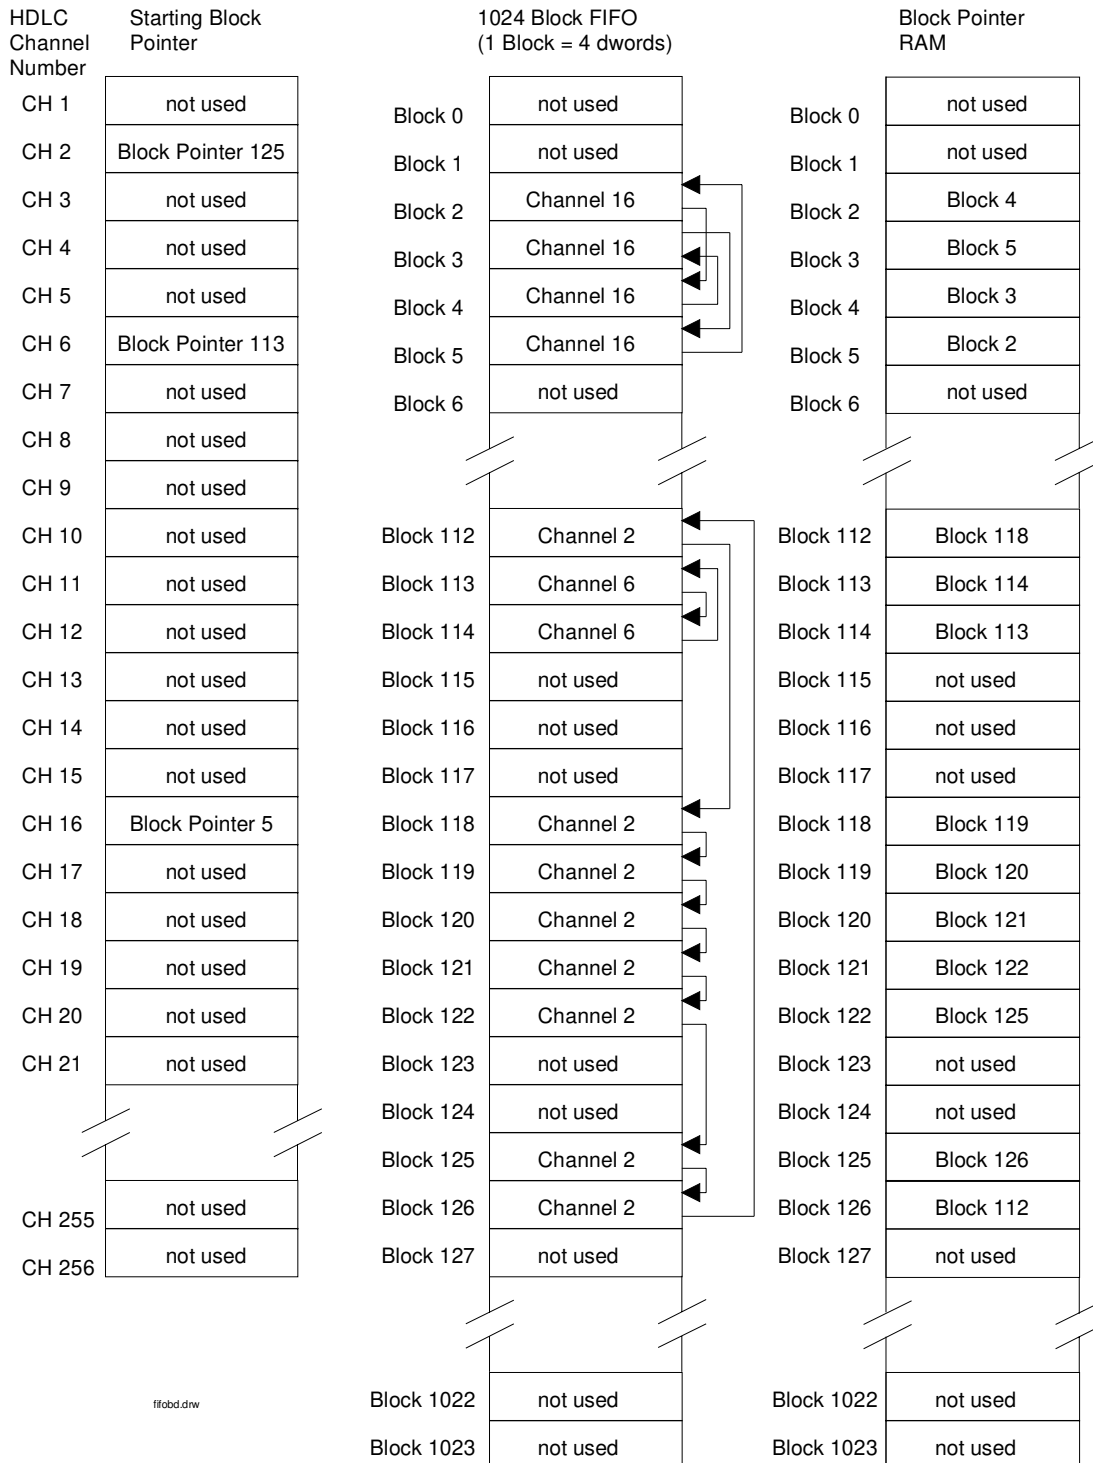 HDLC
Channel
Number
Starting Block
Pointer
CH 1 not used
CH 2 Block Pointer 125
CH 3 not used
CH 4 not used
CH 5 not used
CH 6 Block Pointer 113
CH 7 not used
CH 8 not used
CH 9 not used
CH 10 not used
CH 11 not used
CH 12 not used
CH 13 not used
CH 14 not used
CH 15 not used
CH 16 Block Pointer 5
CH 17 not used
CH 18 not used
CH 19 not used
CH 20 not used
CH 21 not used
CH 255 not used
CH 256 not used
fifobd.drw
1024 Block FIFO
(1 Block = 4 dwords)
Block 0 not used
Block 1 not used
Block 2 Channel 16
Block 3 Channel 16
Block 4 Channel 16
Block 5 Channel 16
Block 6 not used
Block 112 Channel 2
Block 113 Channel 6
Block 114 Channel 6
Block 115 not used
Block 116 not used
Block 117 not used
Block 118 Channel 2
Block 119 Channel 2
Block 120 Channel 2
Block 121 Channel 2
Block 122 Channel 2
Block 123 not used
Block 124 not used
Block 125 Channel 2
Block 126 Channel 2
Block 127 not used
Block 1022 not used
Block 1023 not used
Block Pointer
RAM
Block 0 not used
Block 1 not used
Block 2 Block 4
Block 3 Block 5
Block 4 Block 3
Block 5 Block 2
Block 6 not used
Block 112 Block 118
Block 113 Block 114
Block 114 Block 113
Block 115 not used
Block 116 not used
Block 117 not used
Block 118 Block 119
Block 119 Block 120
Block 120 Block 121
Block 121 Block 122
Block 122 Block 125
Block 123 not used
Block 124 not used
Block 125 Block 126
Block 126 Block 112
Block 127 not used
Block 1022 not used
Block 1023 not used